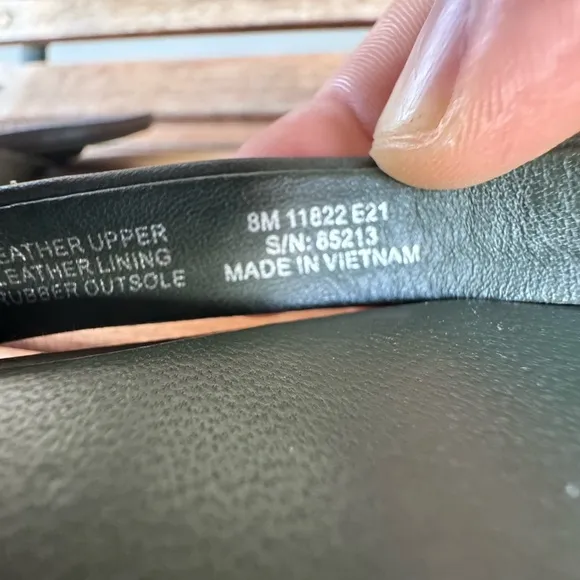 EATHER UPPER
LEATHER LINING
RUBBER OUTSOLE
8M 11822 E21
S/N: 85213
MADE IN VIETNAM